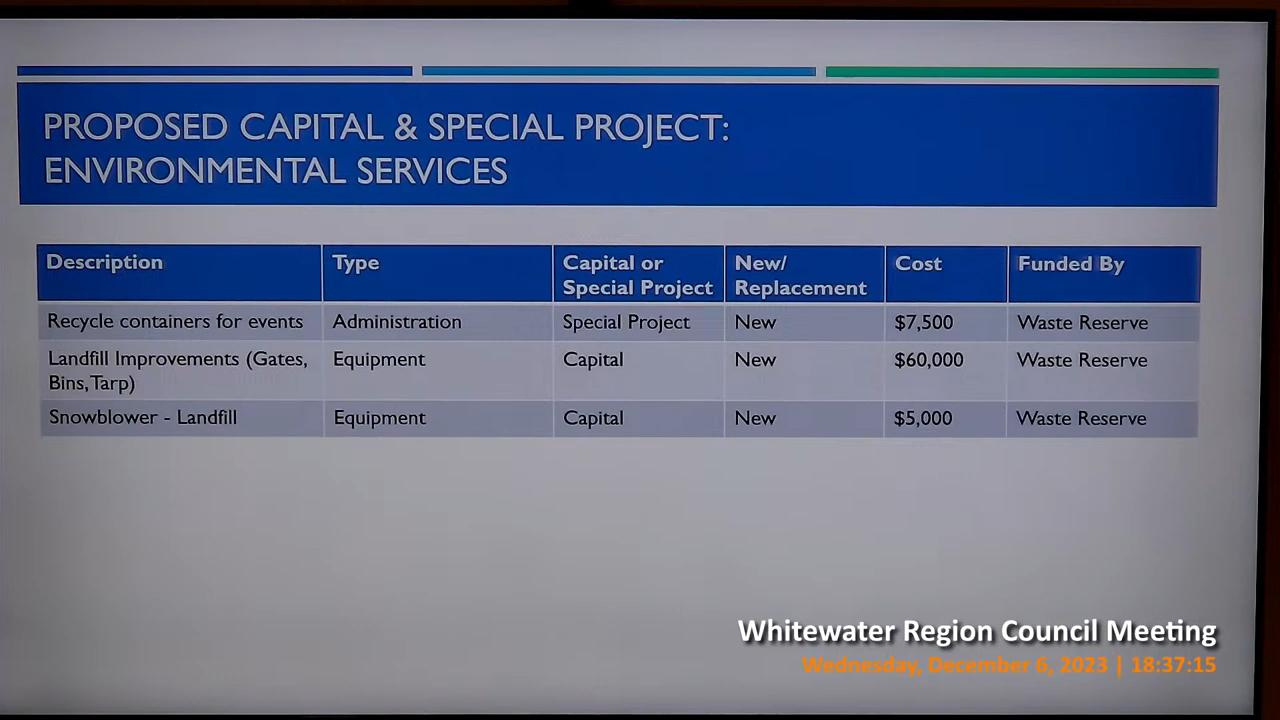 PROPOSED CAPITAL & SPECIAL PROJECT:
ENVIRONMENTAL SERVICES
Description Type Capital or Special Project New/ Replacement Cost Funded By
Recycle containers for events Administration Special Project New $7,500 Waste Reserve
Landfill Improvements (Gates, Bins, Tarp) Equipment Capital New $60,000 Waste Reserve
Snowblower - Landfill Equipment Capital New $5,000 Waste Reserve
Whitewater Region Council Meeting
Wednesday, December 6, 2023 | 18:37:15